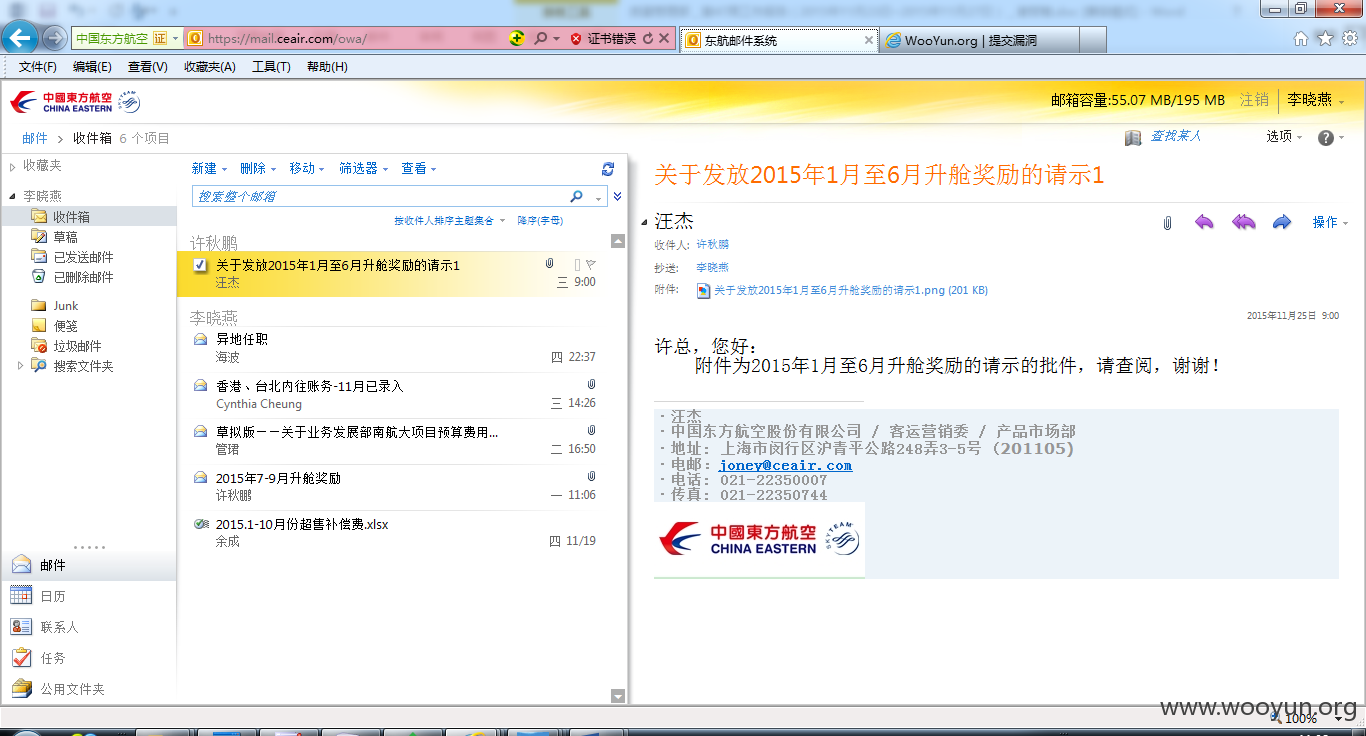 中国东方航空 证
https://mail.ceair.com/owa/
证书错误
东航邮件系统
WooYun.org | 提交漏洞
文件(F) 编辑(E) 查看(V) 收藏夹(A) 工具(T) 帮助(H)
中國東方航空
CHINA EASTERN
邮箱容量:55.07 MB/195 MB 注销 李晓燕
邮件 › 收件箱 6 个项目
查找某人 选项
收藏夹
李晓燕
收件箱
草稿
已发送邮件
已删除邮件
Junk
便笺
垃圾邮件
搜索文件夹
邮件
日历
联系人
任务
公用文件夹
新建 删除 移动 筛选器 查看
搜索整个邮箱
按收件人排序主题集合 降序(字母)
许秋鹏
关于发放2015年1月至6月升舱奖励的请示1
汪杰 三 9:00
李晓燕
异地任职
海波 四 22:37
香港、台北内往账务-11月已录入
Cynthia Cheung 三 14:26
草拟版－－关于业务发展部南航大项目预算费用...
管珺 二 16:50
2015年7-9月升舱奖励
许秋鹏 一 11:06
2015.1-10月份超售补偿费.xlsx
余成 四 11/19
关于发放2015年1月至6月升舱奖励的请示1
汪杰
操作
收件人: 许秋鹏
抄送: 李晓燕
附件: 关于发放2015年1月至6月升舱奖励的请示1.png (201 KB)
2015年11月25日 9:00
许总，您好：
附件为2015年1月至6月升舱奖励的请示的批件，请查阅，谢谢！
· 汪杰
· 中国东方航空股份有限公司 / 客运营销委 / 产品市场部
· 地址: 上海市闵行区沪青平公路248弄3-5号 (201105)
· 电邮: joney@ceair.com
· 电话: 021-22350007
· 传真: 021-22350744
中國東方航空
CHINA EASTERN
SKYTEAM
www.wooyun.org
100%